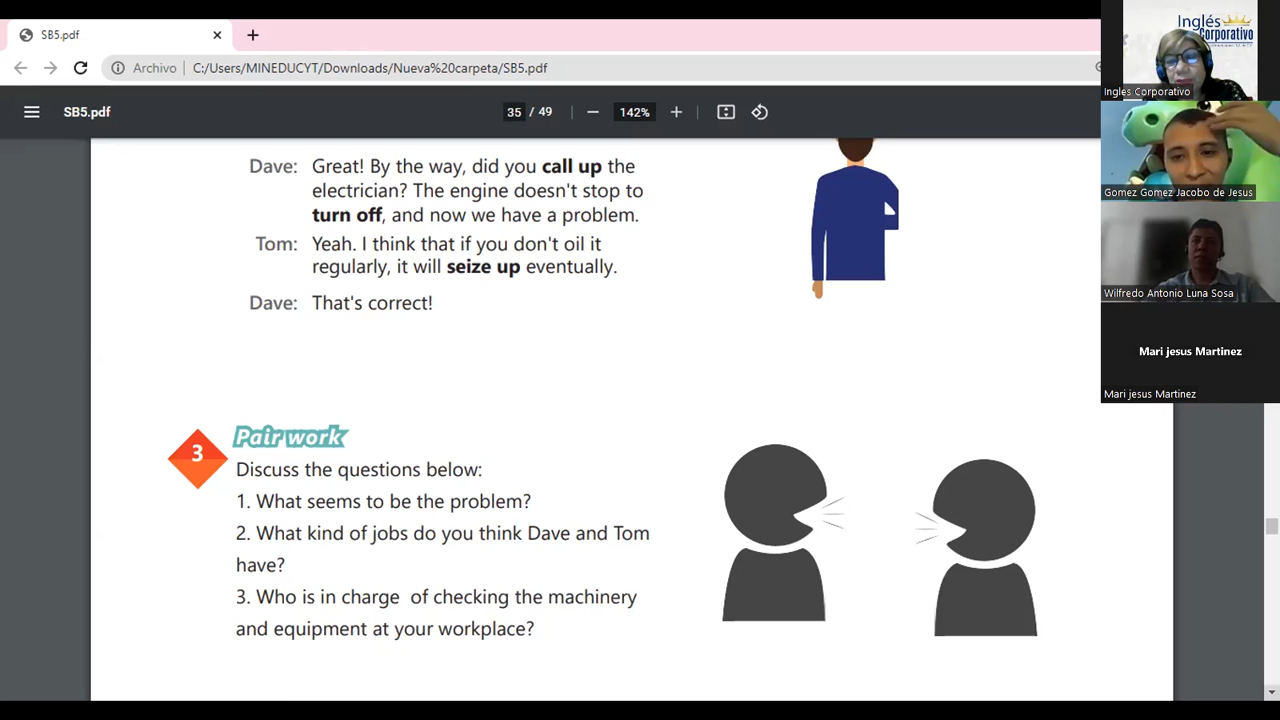 SB5.pdf
Archivo
C:/Users/MINEDUCYT/Downloads/Nueva%20carpeta/SB5.pdf
SB5.pdf
35 / 49
142%
Dave: Great! By the way, did you call up the
electrician? The engine doesn't stop to
turn off, and now we have a problem.
Tom: Yeah. I think that if you don't oil it
regularly, it will seize up eventually.
Dave: That's correct!
3
Pair work
Discuss the questions below:
1. What seems to be the problem?
2. What kind of jobs do you think Dave and Tom
have?
3. Who is in charge of checking the machinery
and equipment at your workplace?
Inglés
Corporativo
Ingles Corporativo
Gomez Gomez Jacobo de Jesus
Wilfredo Antonio Luna Sosa
Mari jesus Martinez
Mari jesus Martinez